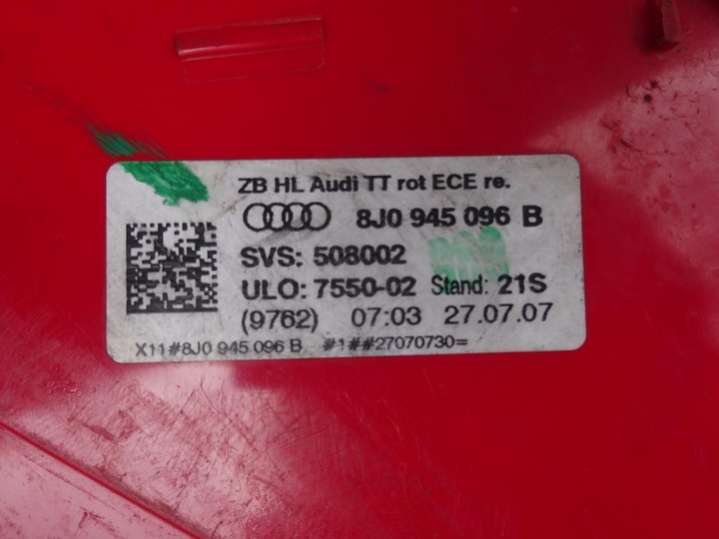 ZB HL Audi TT rot ECE re.
8J0 945 096 B
SVS: 508002
ULO: 7550-02 Stand: 21S
(9762) 07:03 27.07.07
X11#8J0 945 096 B #1##27070730=